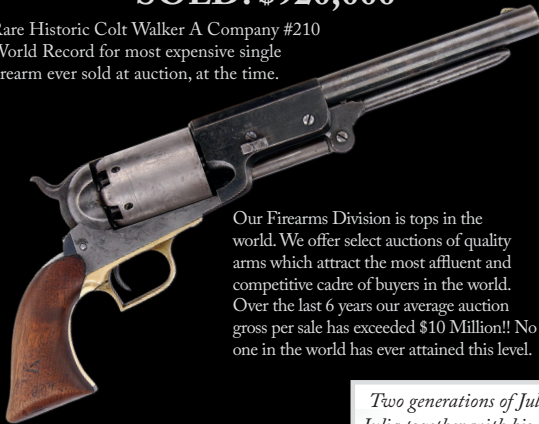 SOLD: $920,000
Rare Historic Colt Walker A Company #210
World Record for most expensive single
firearm ever sold at auction, at the time.
Our Firearms Division is tops in the
world. We offer select auctions of quality
arms which attract the most affluent and
competitive cadre of buyers in the world.
Over the last 6 years our average auction
gross per sale has exceeded $10 Million!! No
one in the world has ever attained this level.
Two generations of